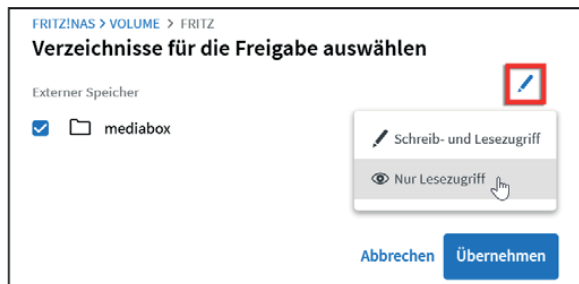 FRITZ!NAS > VOLUME > FRITZ
Verzeichnisse für die Freigabe auswählen
Externer Speicher
mediabox
Schreib- und Lesezugriff
Nur Lesezugriff
Abbrechen Übernehmen